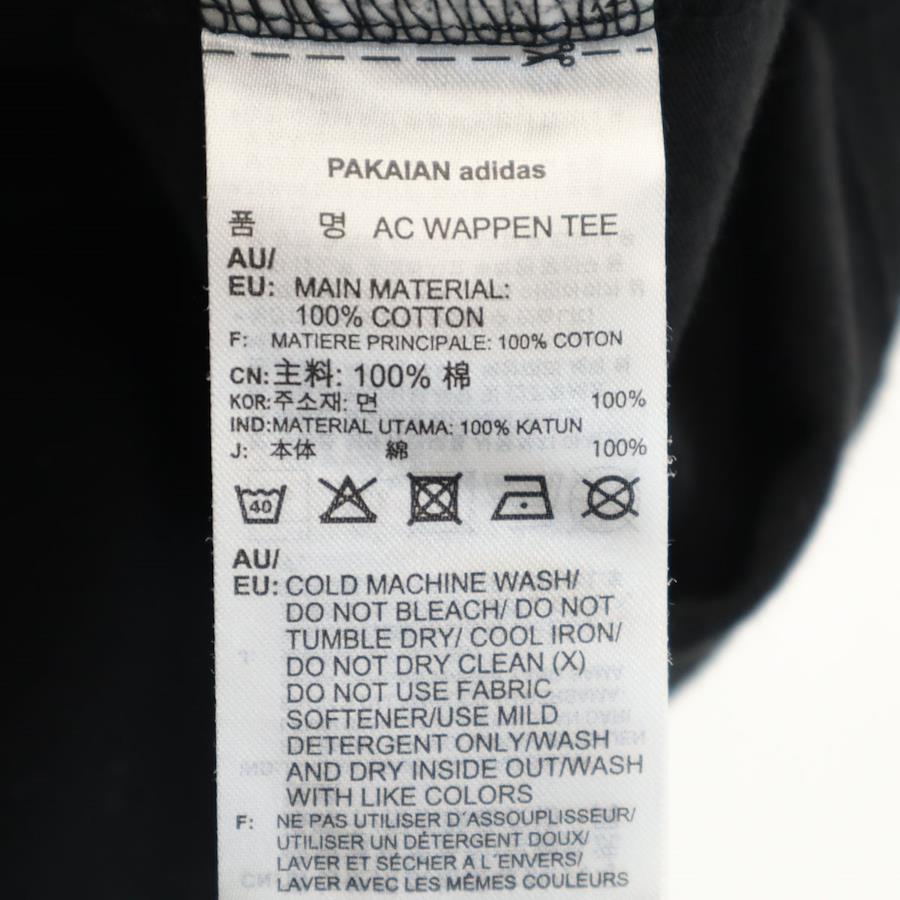 PAKAIAN adidas
품 명 AC WAPPEN TEE
AU/
EU: MAIN MATERIAL:
100% COTTON
F: MATIERE PRINCIPALE: 100% COTON
CN: 主料: 100% 棉
KOR: 주소재: 면 100%
IND: MATERIAL UTAMA: 100% KATUN
J: 本体 綿 100%
40
AU/
EU: COLD MACHINE WASH/
DO NOT BLEACH/ DO NOT
TUMBLE DRY/ COOL IRON/
DO NOT DRY CLEAN (X)
DO NOT USE FABRIC
SOFTENER/USE MILD
DETERGENT ONLY/WASH
AND DRY INSIDE OUT/WASH
WITH LIKE COLORS
F: NE PAS UTILISER D´ASSOUPLISSEUR/
UTILISER UN DÉTERGENT DOUX/
LAVER ET SÉCHER A L´ENVERS/
LAVER AVEC LES MÊMES COULEURS